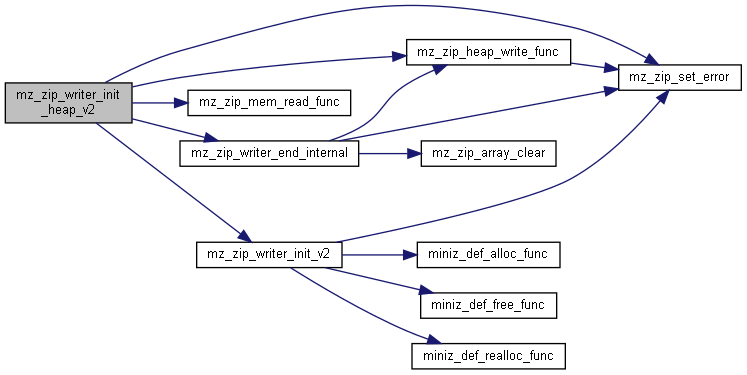 mz_zip_writer_init
_heap_v2
mz_zip_heap_write_func
mz_zip_set_error
mz_zip_mem_read_func
mz_zip_writer_end_internal
mz_zip_array_clear
mz_zip_writer_init_v2
miniz_def_alloc_func
miniz_def_free_func
miniz_def_realloc_func